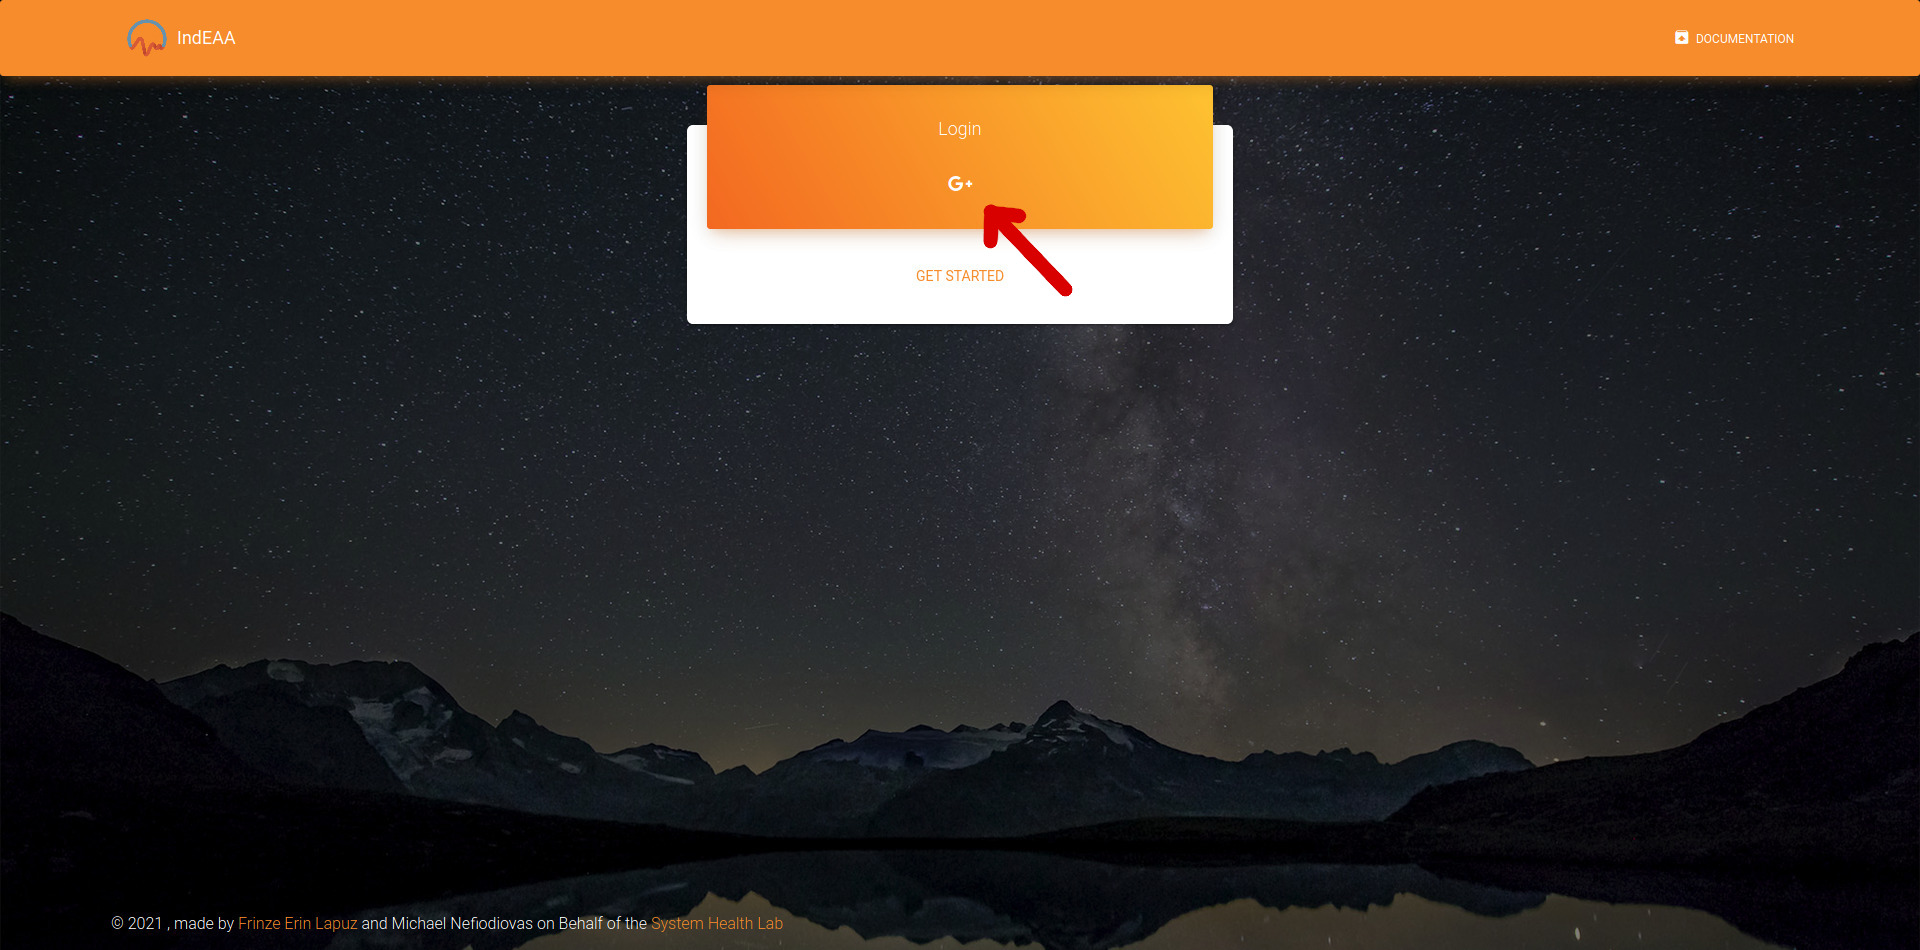 IndEAA
DOCUMENTATION
Login
G+
GET STARTED
© 2021 , made by Frinze Erin Lapuz and Michael Nefiodiovas on Behalf of the System Health Lab